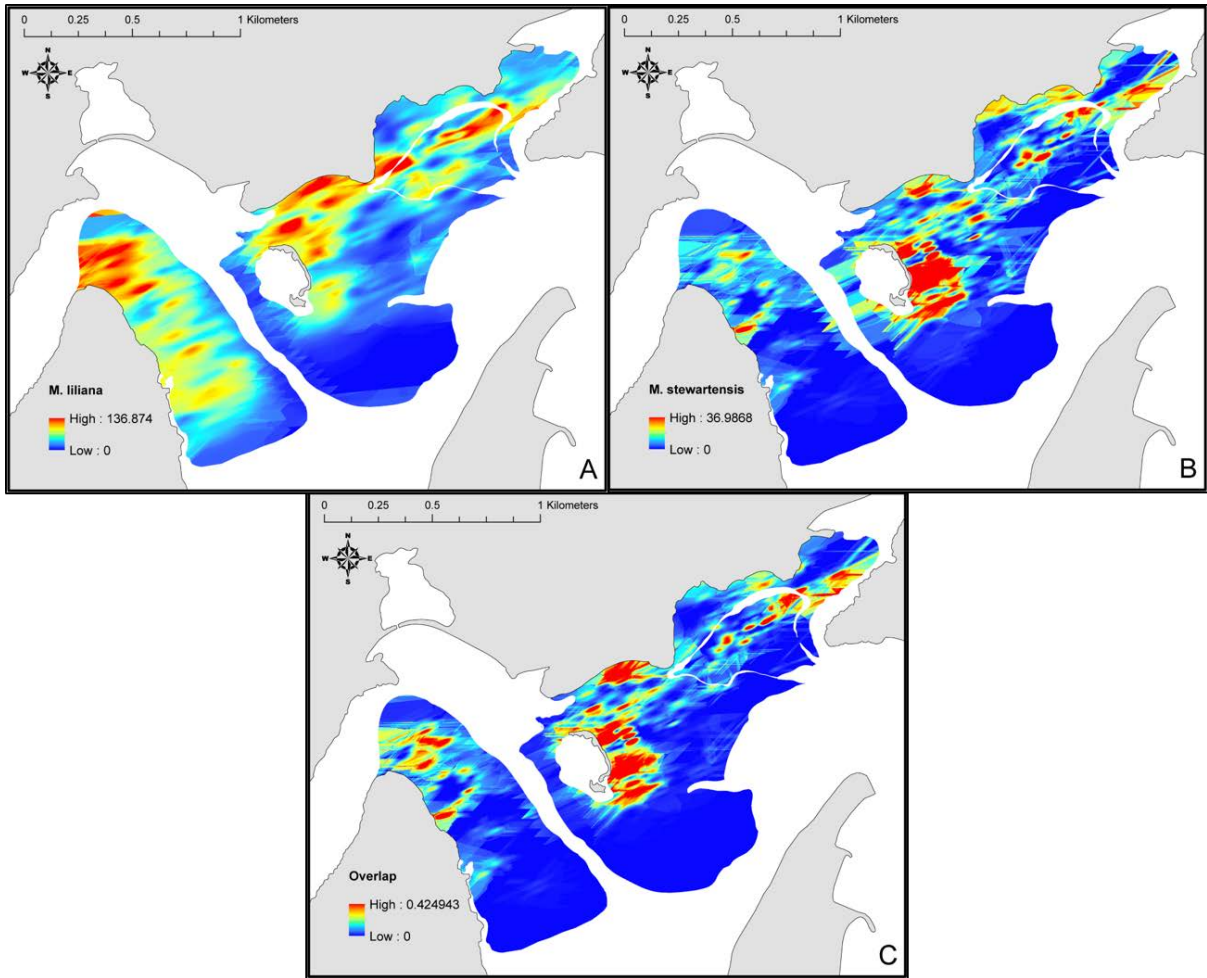 0 0.25 0.5 1 Kilometers
N
W E
S
M. liliana
High : 136.874
Low : 0
A
0 0.25 0.5 1 Kilometers
N
W E
S
M. stewartensis
High : 36.9868
Low : 0
B
0 0.25 0.5 1 Kilometers
N
W E
S
Overlap
High : 0.424943
Low : 0
C